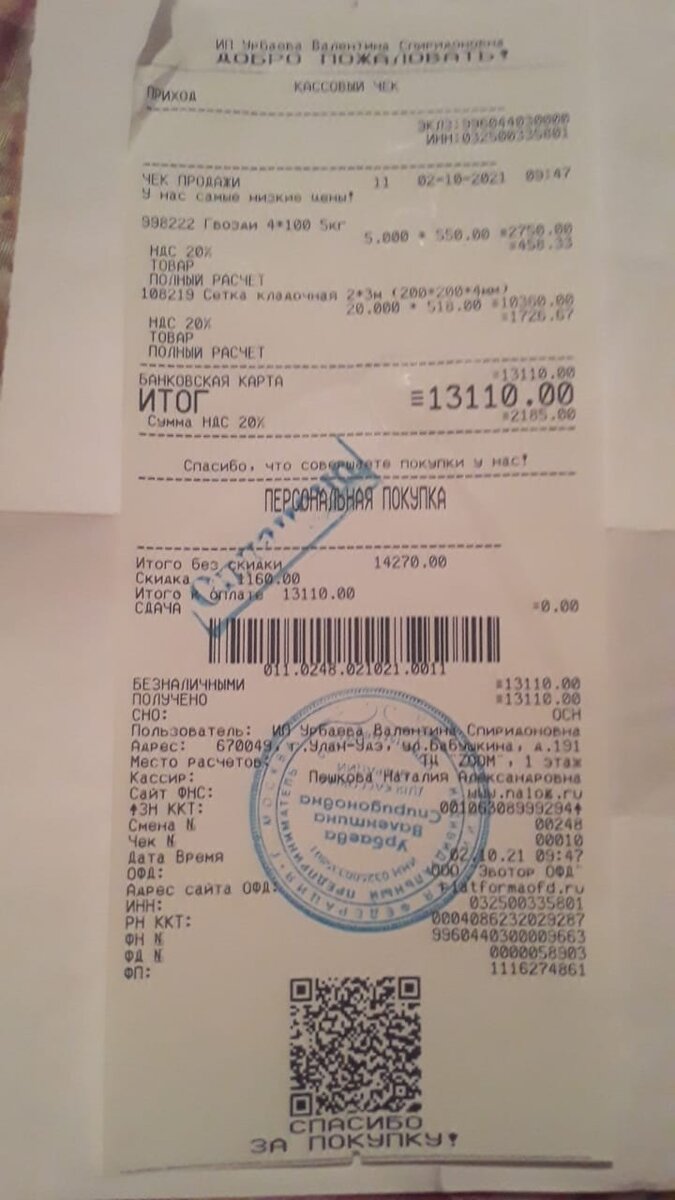 ИП Урбаева Валентина Спиридоновна
ДОБРО ПОЖАЛОВАТЬ!
КАССОВЫЙ ЧЕК
ПРИХОД
ЭКЛЗ:996044030000
ИНН:032500335801
ЧЕК ПРОДАЖИ 11 02-10-2021 09:47
У нас самые низкие цены!
998222 Гвозди 4*100 5кг
5.000 * 550.00 =2750.00
НДС 20% =458.33
ТОВАР
ПОЛНЫЙ РАСЧЕТ
108219 Сетка кладочная 2*3м (200*200*4мм)
20.000 * 518.00 =10360.00
НДС 20% =1726.67
ТОВАР
ПОЛНЫЙ РАСЧЕТ
БАНКОВСКАЯ КАРТА =13110.00
ИТОГ =13110.00
Сумма НДС 20% =2185.00
Спасибо, что совершаете покупки у нас!
ПЕРСОНАЛЬНАЯ ПОКУПКА
Итого без скидки 14270.00
Скидка 1160.00
Итого к оплате 13110.00
СДАЧА =0.00
011.0248.021021.0011
БЕЗНАЛИЧНЫМИ =13110.00
ПОЛУЧЕНО =13110.00
СНО: ОСН
Пользователь: ИП Урбаева Валентина Спиридоновна
Адрес: 670049, г.Улан-Удэ, ул.Бабушкина, д.191
Место расчетов: ТЦ "ZOOM", 1 этаж
Кассир: Пешкова Наталия Александровна
Сайт ФНС: www.nalog.ru
↑ЗН ККТ: 00106308999294↑
Смена № 00248
Чек № 00010
Дата Время 02.10.21 09:47
ОФД: ООО "Эвотор ОФД"
Адрес сайта ОФД: platformaofd.ru
ИНН: 032500335801
РН ККТ: 0004086232029287
ФН № 9960440300009663
ФД № 0000058903
ФП: 1116274861
Урбаева
Валентина
Спиридоновна
ИНДИВИДУАЛЬНЫЙ ПРЕДПРИНИМАТЕЛЬ
СПАСИБО
ЗА ПОКУПКУ!